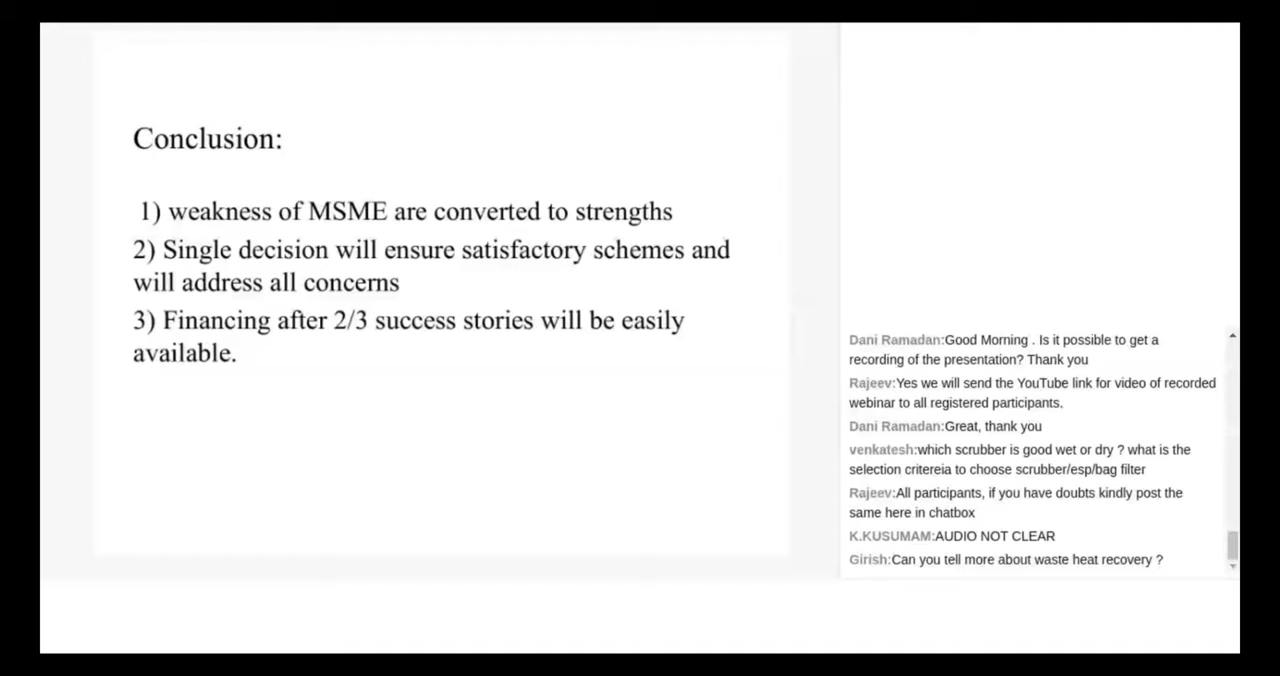 Conclusion:
1) weakness of MSME are converted to strengths
2) Single decision will ensure satisfactory schemes and
will address all concerns
3) Financing after 2/3 success stories will be easily
available.
Dani Ramadan:Good Morning . Is it possible to get a
recording of the presentation? Thank you
Rajeev:Yes we will send the YouTube link for video of recorded
webinar to all registered participants.
Dani Ramadan:Great, thank you
venkatesh:which scrubber is good wet or dry ? what is the
selection critereia to choose scrubber/esp/bag filter
Rajeev:All participants, if you have doubts kindly post the
same here in chatbox
K.KUSUMAM:AUDIO NOT CLEAR
Girish:Can you tell more about waste heat recovery ?